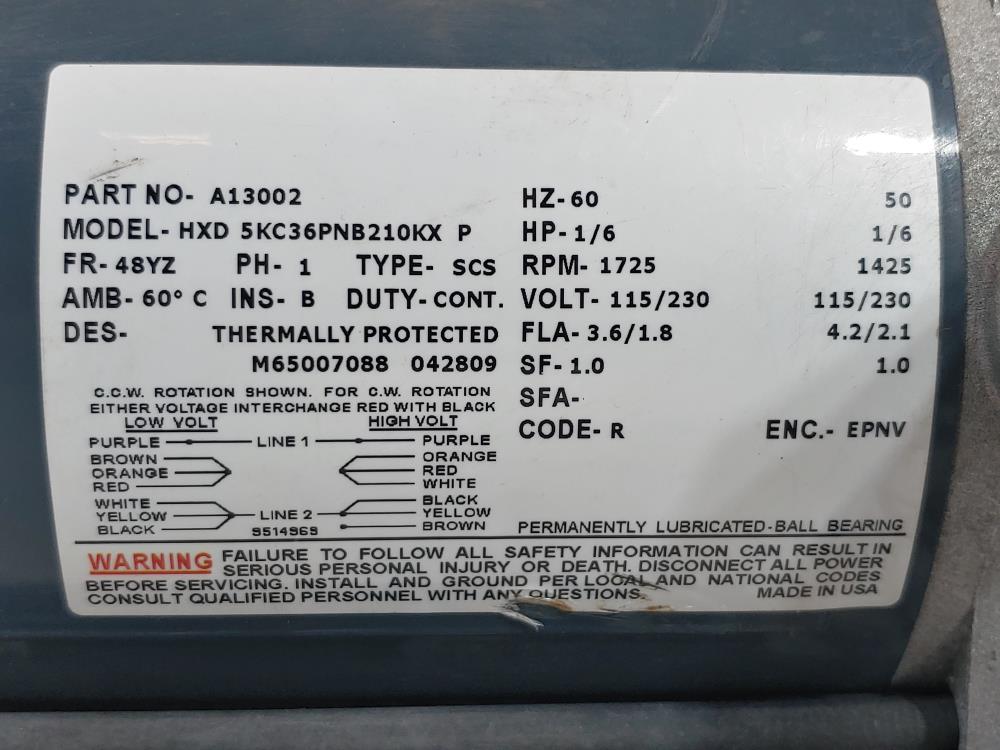 PART NO- A13002
MODEL- HXD 5KC36PNB210KX P
FR- 48YZ PH- 1 TYPE- SCS
AMB- 60° C INS- B DUTY- CONT.
DES- THERMALLY PROTECTED
M65007088 042809
HZ- 60 50
HP- 1/6 1/6
RPM- 1725 1425
VOLT- 115/230 115/230
FLA- 3.6/1.8 4.2/2.1
SF- 1.0 1.0
SFA-
CODE- R ENC.- EPNV
C.C.W. ROTATION SHOWN. FOR C.W. ROTATION
EITHER VOLTAGE INTERCHANGE RED WITH BLACK
LOW VOLT HIGH VOLT
PURPLE LINE 1 PURPLE
BROWN ORANGE
ORANGE RED
RED WHITE
WHITE BLACK
YELLOW LINE 2 YELLOW
BLACK 9514969 BROWN
PERMANENTLY LUBRICATED-BALL BEARING
WARNING FAILURE TO FOLLOW ALL SAFETY INFORMATION CAN RESULT IN
SERIOUS PERSONAL INJURY OR DEATH. DISCONNECT ALL POWER
BEFORE SERVICING. INSTALL AND GROUND PER LOCAL AND NATIONAL CODES
CONSULT QUALIFIED PERSONNEL WITH ANY QUESTIONS. MADE IN USA